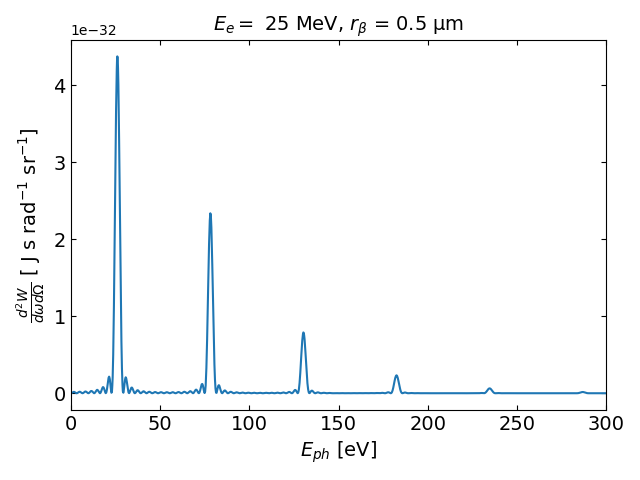 E_e = 25 MeV, r_β = 0.5 μm
1e−32
d²W/dωdΩ [ J s rad⁻¹ sr⁻¹]
4
3
2
1
0
0 50 100 150 200 250 300
E_ph [eV]